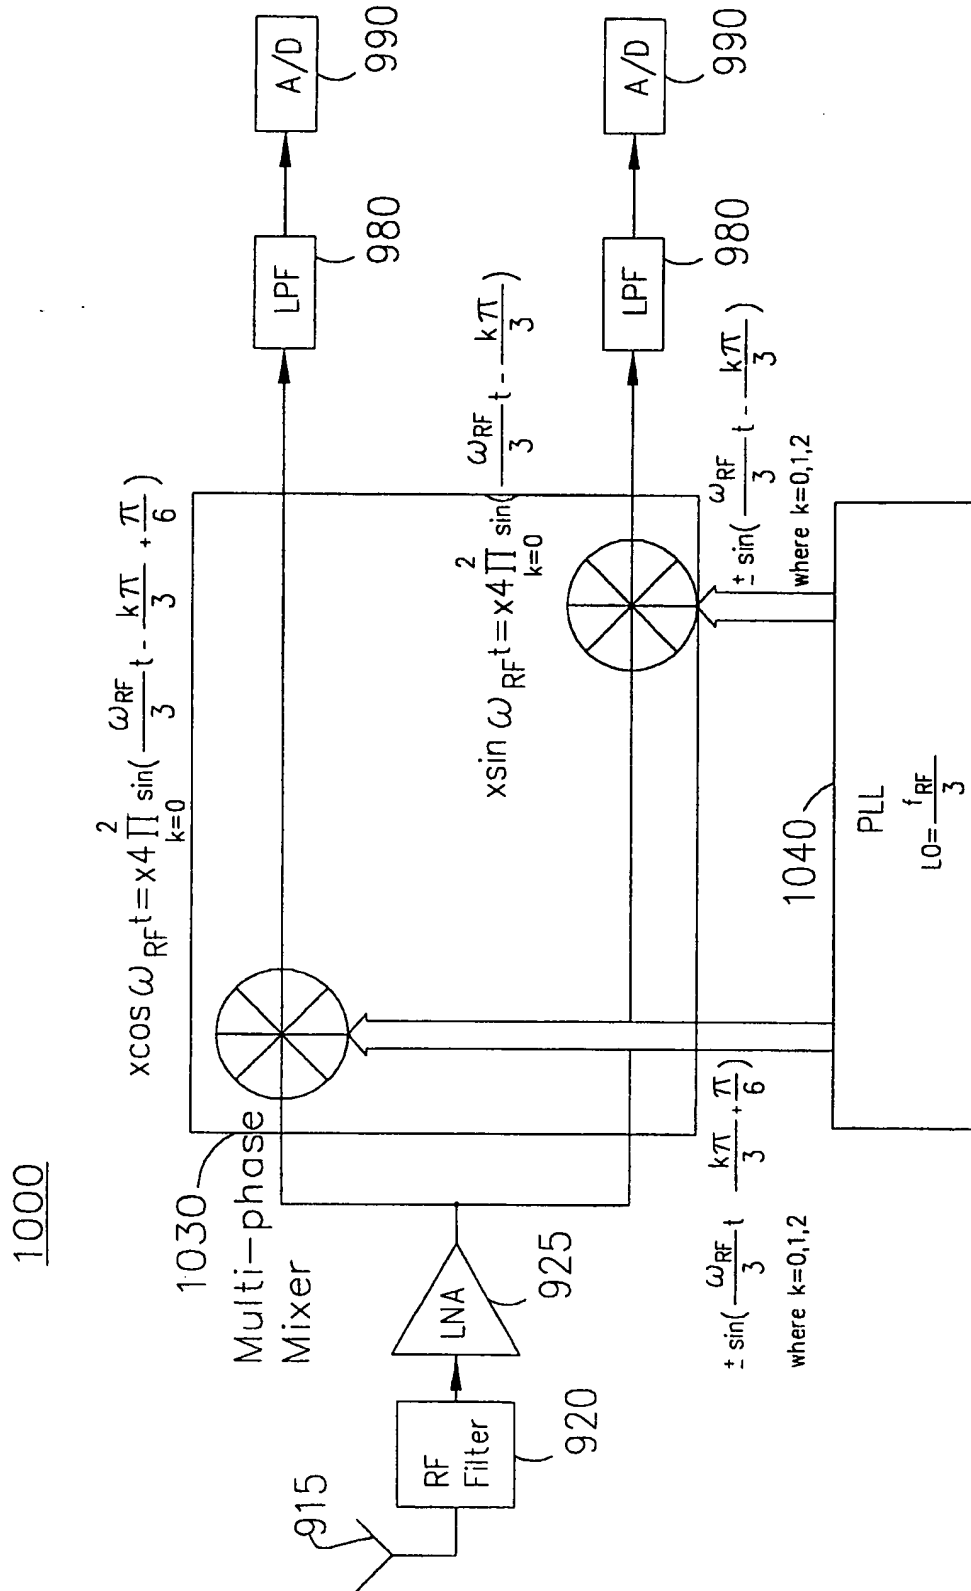 1000
915
RF
Filter
920
LNA
925
1030
Multi-phase
Mixer
xcos ω_RF t = x4 ∏_{k=0}^{2} sin( ω_RF/3 t - kπ/3 + π/6 )
LPF
980
A/D
990
xsin ω_RF t = x4 ∏_{k=0}^{2} sin( ω_RF/3 t - kπ/3 )
LPF
980
A/D
990
± sin( ω_RF/3 t - kπ/3 + π/6 )
where k=0,1,2
± sin( ω_RF/3 t - kπ/3 )
where k=0,1,2
1040
PLL
LO= f_RF/3